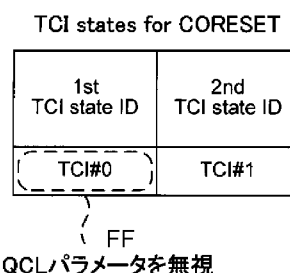 TCI states for CORESET
1st
TCI state ID
2nd
TCI state ID
TCI#0
TCI#1
FF
QCLパラメータを無視